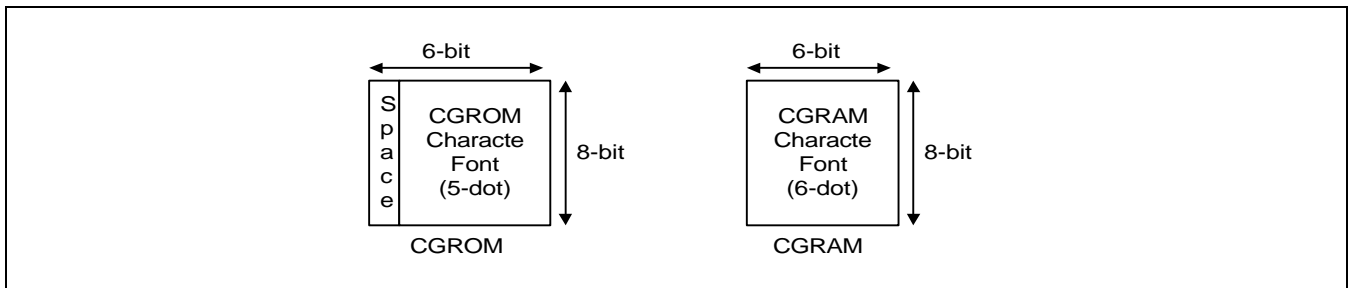 6-bit
Space
CGROM
Characte
Font
(5-dot)
8-bit
CGROM
6-bit
CGRAM
Characte
Font
(6-dot)
8-bit
CGRAM